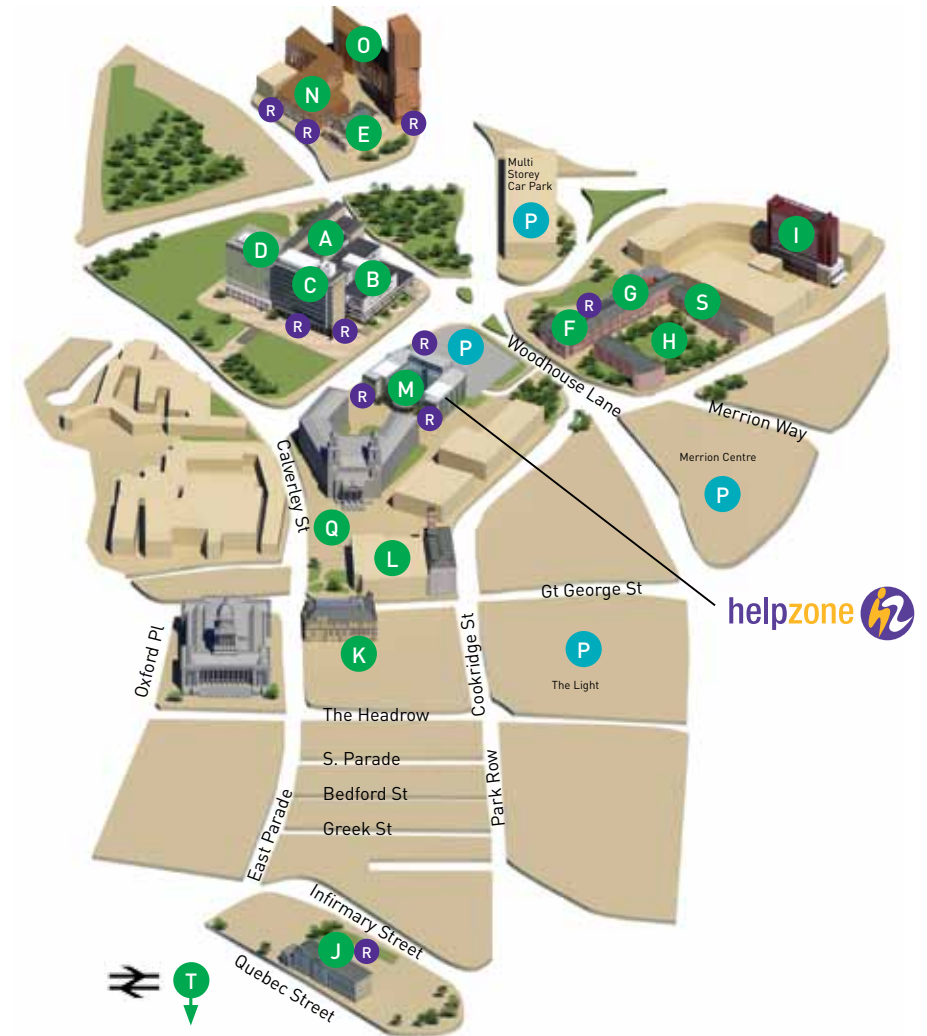 O
N
R
R
R
E
Multi
Storey
Car Park
P
A
D
C
B
R
R
I
G
S
R
F
H
R
P
M
R
R
Woodhouse Lane
Merrion Way
Merrion Centre
P
Calverley St
Q
L
Gt George St
helpzone
Oxford Pl
K
Cookridge St
P
The Light
The Headrow
S. Parade
Bedford St
Greek St
Park Row
East Parade
Infirmary Street
J
R
Quebec Street
T